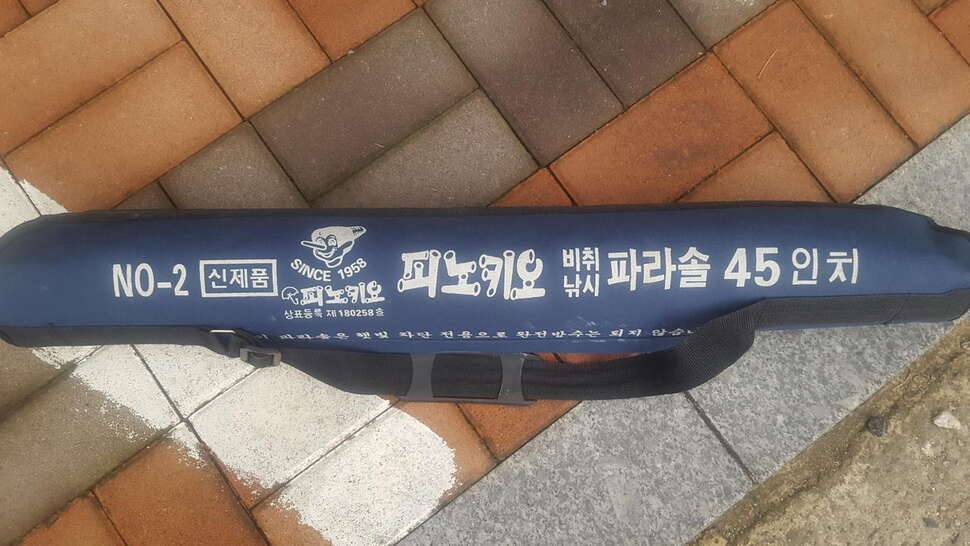 NO-2 신제품
SINCE 1958
피노키오
상표등록 제180258호
피노키오
비취
낚시
파라솔 45인치
파라솔은 햇빛 차단 전용으로 완전방수는 되지 않습니